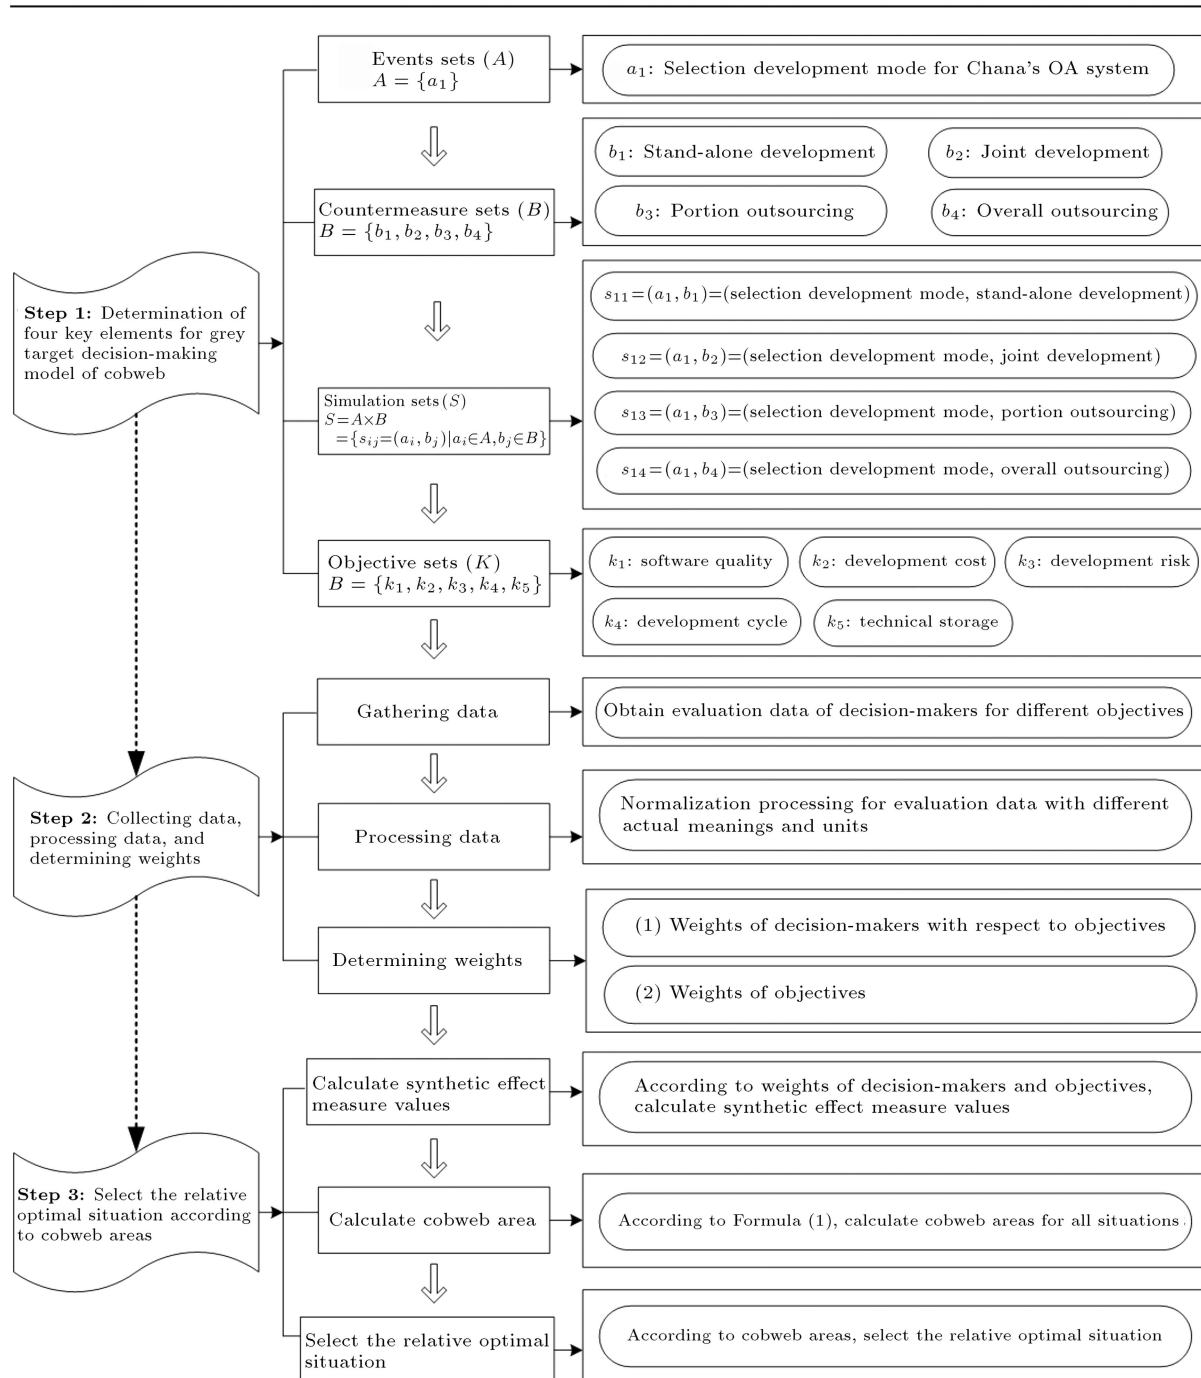 Events sets (A)
A = {a₁}
a₁: Selection development mode for Chana's OA system
b₁: Stand-alone development
b₂: Joint development
Countermeasure sets (B)
B = {b₁, b₂, b₃, b₄}
b₃: Portion outsourcing
b₄: Overall outsourcing
Step 1: Determination of
four key elements for grey
target decision-making
model of cobweb
s₁₁=(a₁, b₁)=(selection development mode, stand-alone development)
s₁₂=(a₁, b₂)=(selection development mode, joint development)
Simulation sets(S)
S=A×B
={sᵢⱼ=(aᵢ, bⱼ)|aᵢ∈A,bⱼ∈B}
s₁₃=(a₁, b₃)=(selection development mode, portion outsourcing)
s₁₄=(a₁, b₄)=(selection development mode, overall outsourcing)
Objective sets (K)
B = {k₁, k₂, k₃, k₄, k₅}
k₁: software quality
k₂: development cost
k₃: development risk
k₄: development cycle
k₅: technical storage
Gathering data
Obtain evaluation data of decision-makers for different objectives
Step 2: Collecting data,
processing data, and
determining weights
Processing data
Normalization processing for evaluation data with different
actual meanings and units
Determining weights
(1) Weights of decision-makers with respect to objectives
(2) Weights of objectives
Calculate synthetic effect
measure values
According to weights of decision-makers and objectives,
calculate synthetic effect measure values
Step 3: Select the relative
optimal situation according
to cobweb areas
Calculate cobweb area
According to Formula (1), calculate cobweb areas for all situations.
Select the relative optimal
situation
According to cobweb areas, select the relative optimal situation